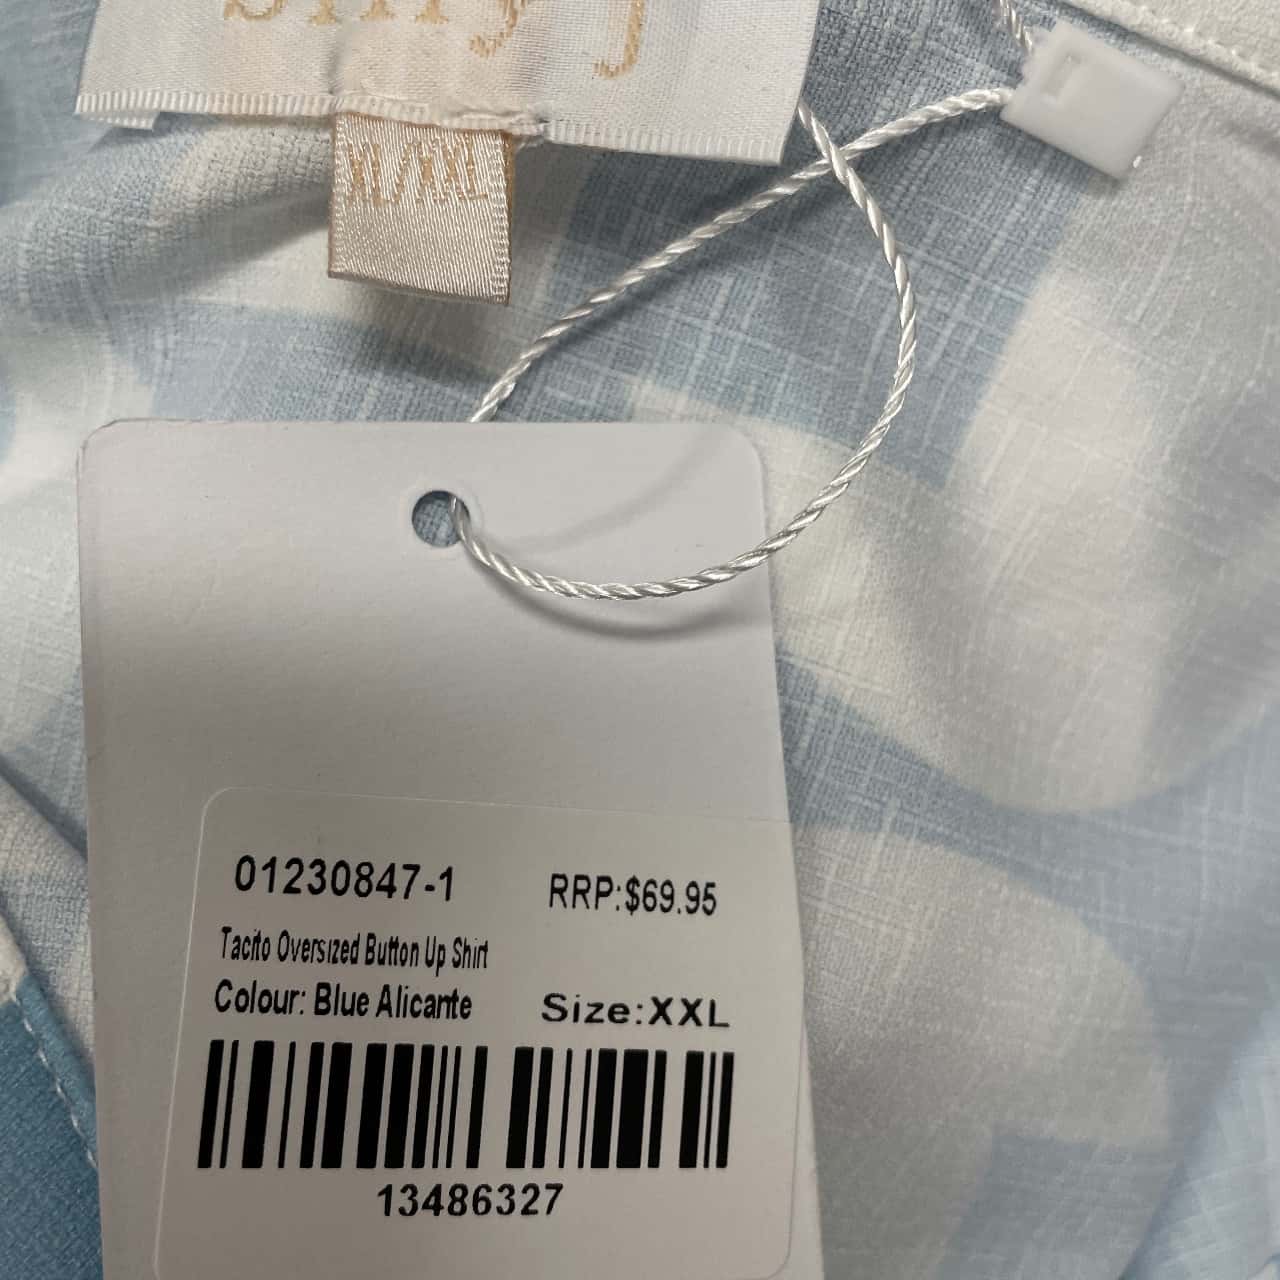 XL/XXL
01230847-1
RRP:$69.95
Tacito Oversized Button Up Shirt
Colour: Blue Alicante
Size:XXL
13486327